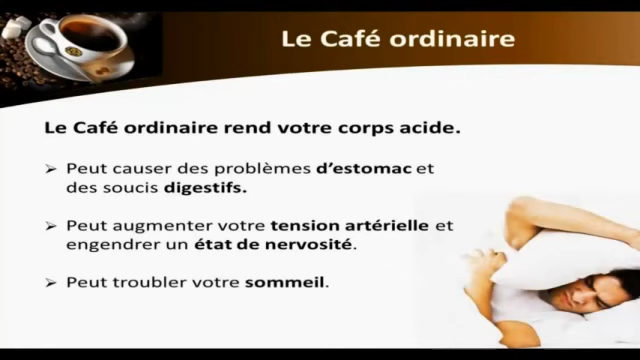 Le Café ordinaire
Le Café ordinaire rend votre corps acide.
➢ Peut causer des problèmes d'estomac et
des soucis digestifs.
➢ Peut augmenter votre tension artérielle et
engendrer un état de nervosité.
➢ Peut troubler votre sommeil.